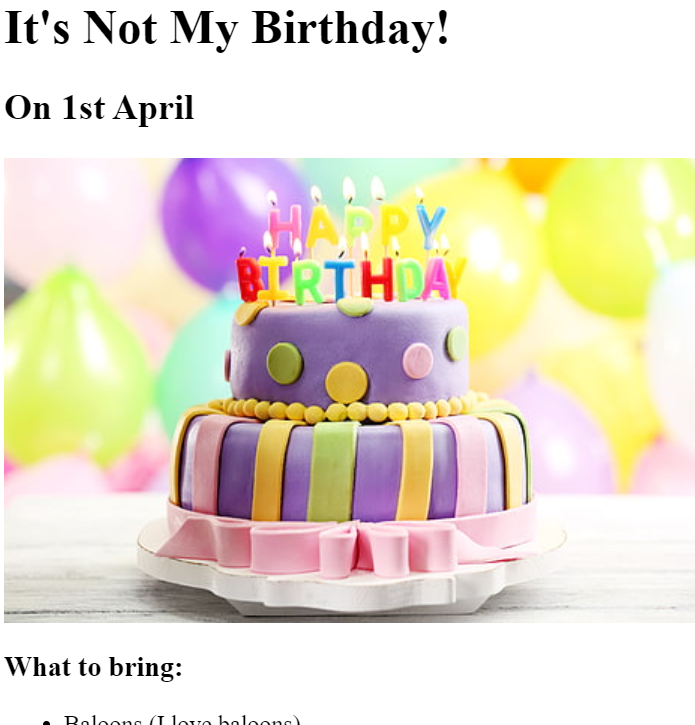 It's Not My Birthday!
On 1st April
HAPPY
BIRTHDAY
What to bring:
Baloons (I love baloons)